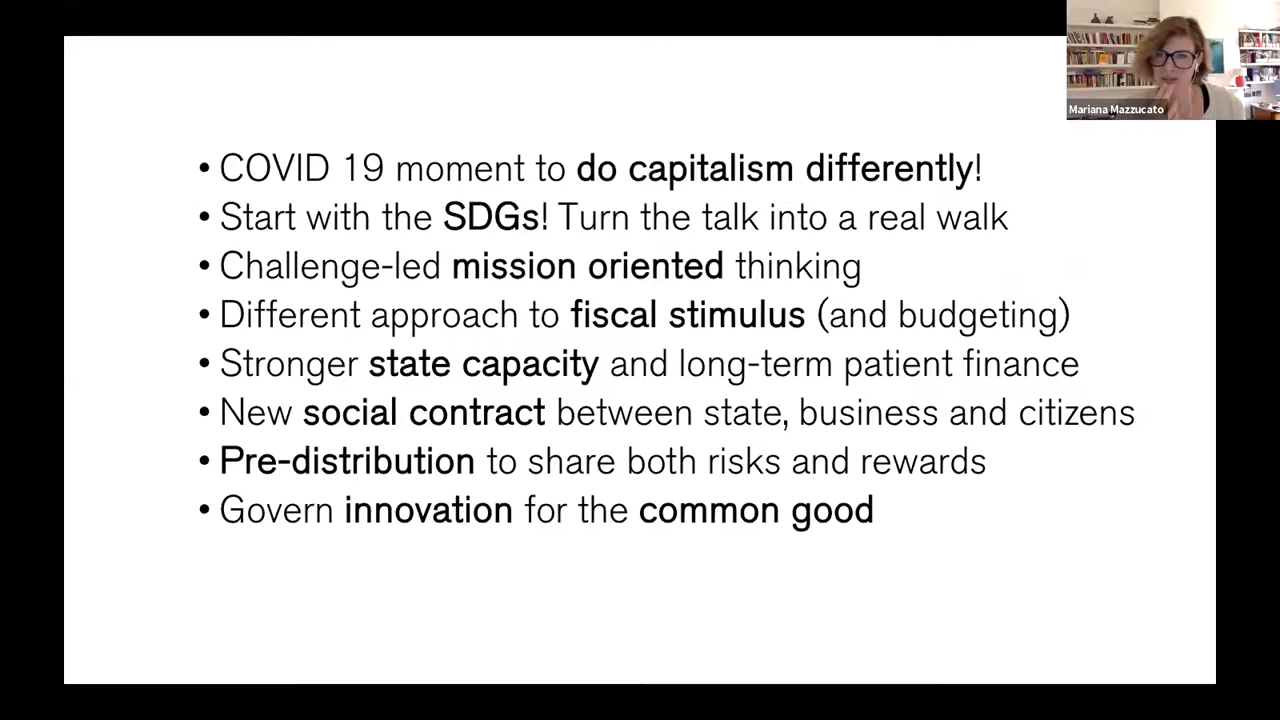 Mariana Mazzucato
• COVID 19 moment to do capitalism differently!
• Start with the SDGs! Turn the talk into a real walk
• Challenge-led mission oriented thinking
• Different approach to fiscal stimulus (and budgeting)
• Stronger state capacity and long-term patient finance
• New social contract between state, business and citizens
• Pre-distribution to share both risks and rewards
• Govern innovation for the common good